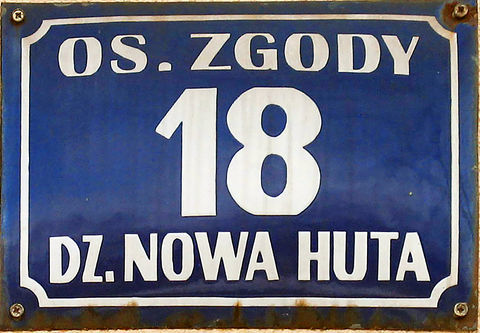 OS. ZGODY
18
DZ. NOWA HUTA